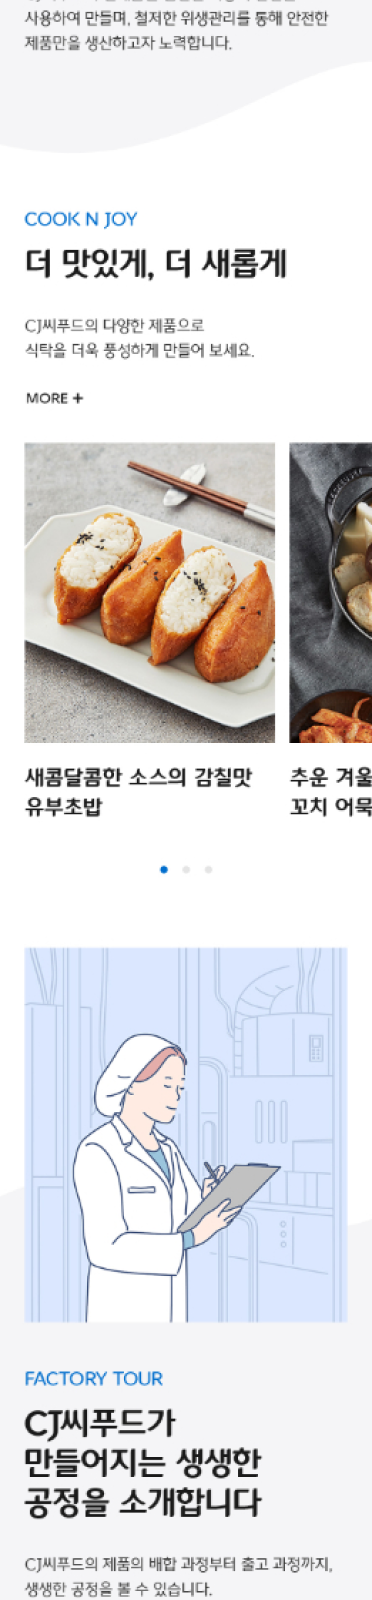 사용하여 만들며, 철저한 위생관리를 통해 안전한
제품만을 생산하고자 노력합니다.
COOK N JOY
더 맛있게, 더 새롭게
CJ씨푸드의 다양한 제품으로
식탁을 더욱 풍성하게 만들어 보세요.
MORE +
새콤달콤한 소스의 감칠맛
유부초밥
추운 겨울
꼬치 어묵
FACTORY TOUR
CJ씨푸드가
만들어지는 생생한
공정을 소개합니다
CJ씨푸드의 제품의 배합 과정부터 출고 과정까지,
생생한 공정을 볼 수 있습니다.